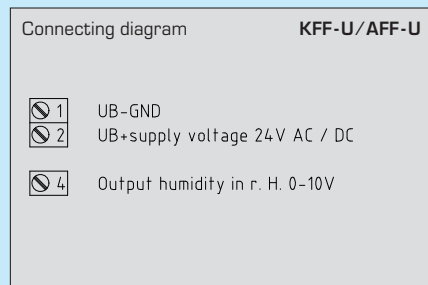 Connecting diagram KFF-U/AFF-U
1 UB-GND
2 UB+supply voltage 24V AC / DC
4 Output humidity in r. H. 0-10V